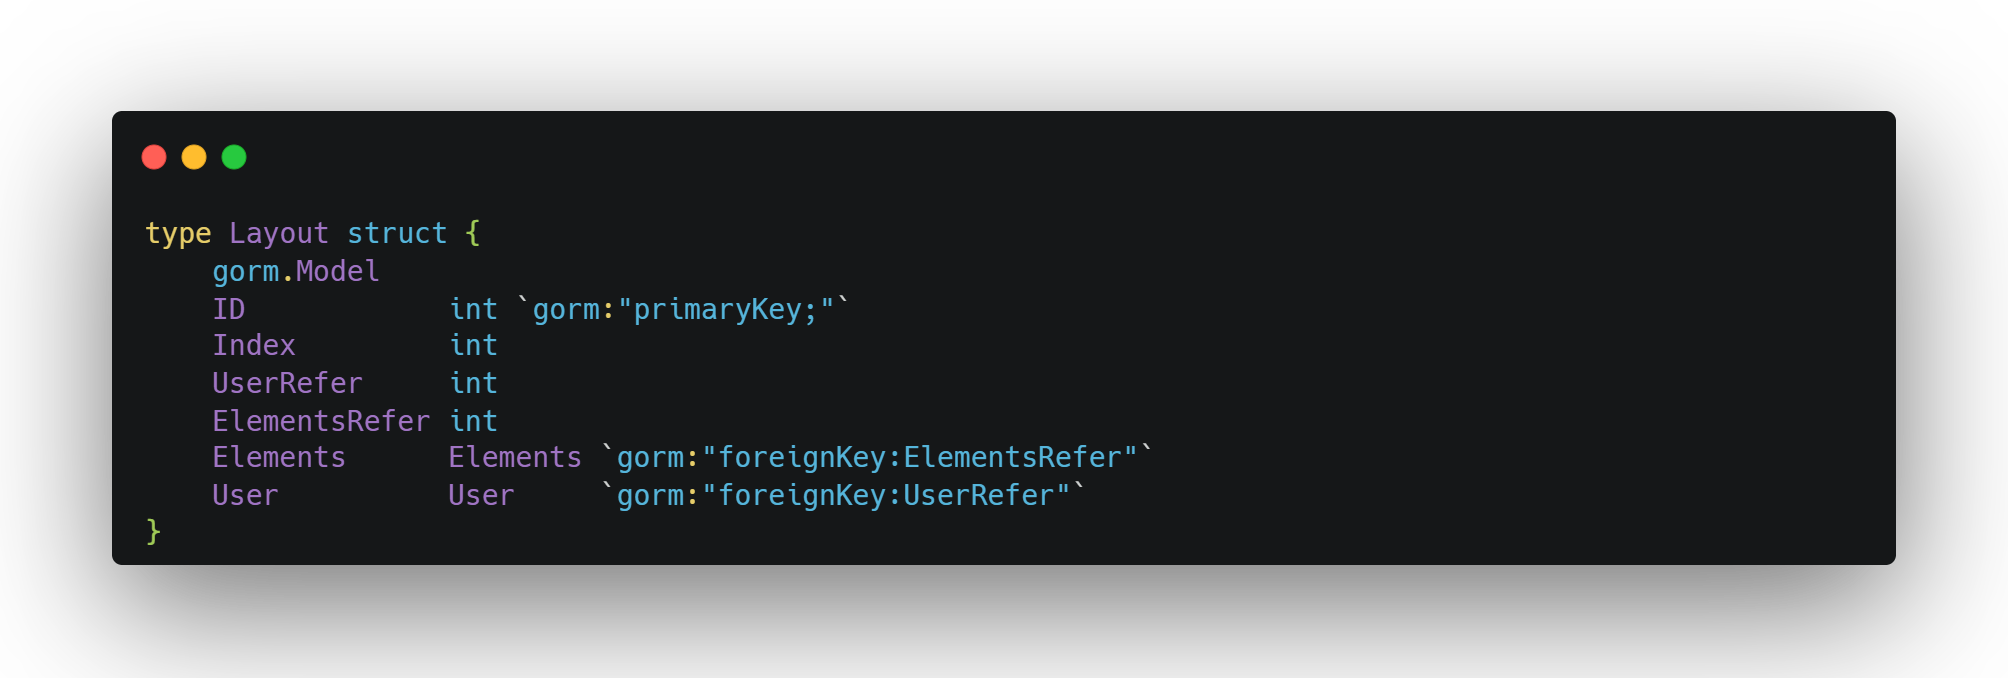 type Layout struct {
    gorm.Model
    ID            int `gorm:"primaryKey;"`
    Index         int
    UserRefer     int
    ElementsRefer int
    Elements      Elements `gorm:"foreignKey:ElementsRefer"`
    User          User     `gorm:"foreignKey:UserRefer"`
}